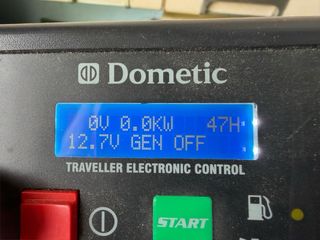 Dometic
0V 0.0KW 47H
12.7V GEN OFF
TRAVELLER ELECTRONIC CONTROL
START